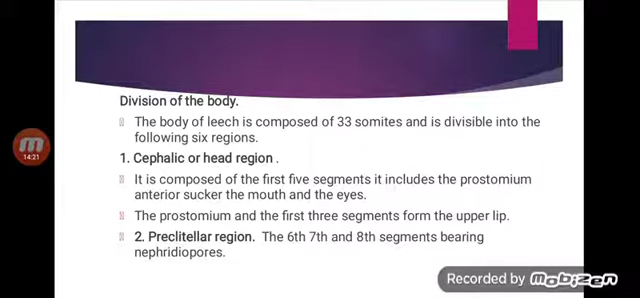 Division of the body.
The body of leech is composed of 33 somites and is divisible into the
following six regions.
1. Cephalic or head region .
It is composed of the first five segments it includes the prostomium
anterior sucker the mouth and the eyes.
The prostomium and the first three segments form the upper lip.
2. Preclitellar region. The 6th 7th and 8th segments bearing
nephridiopores.
14:21
Recorded by mobizen